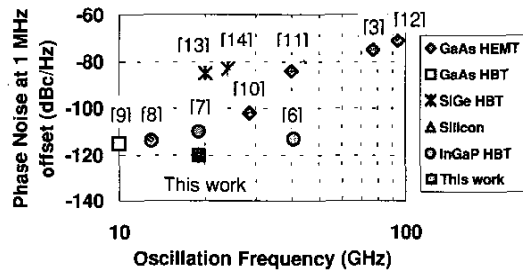 Phase Noise at 1 MHz
offset (dBc/Hz)
-60
-80
-100
-120
-140
[13]
[14]
[11]
[3]
[12]
[10]
[9]
[8]
[7]
[6]
This work
10
100
Oscillation Frequency (GHz)
GaAs HEMT
GaAs HBT
SiGe HBT
Silicon
InGaP HBT
This work